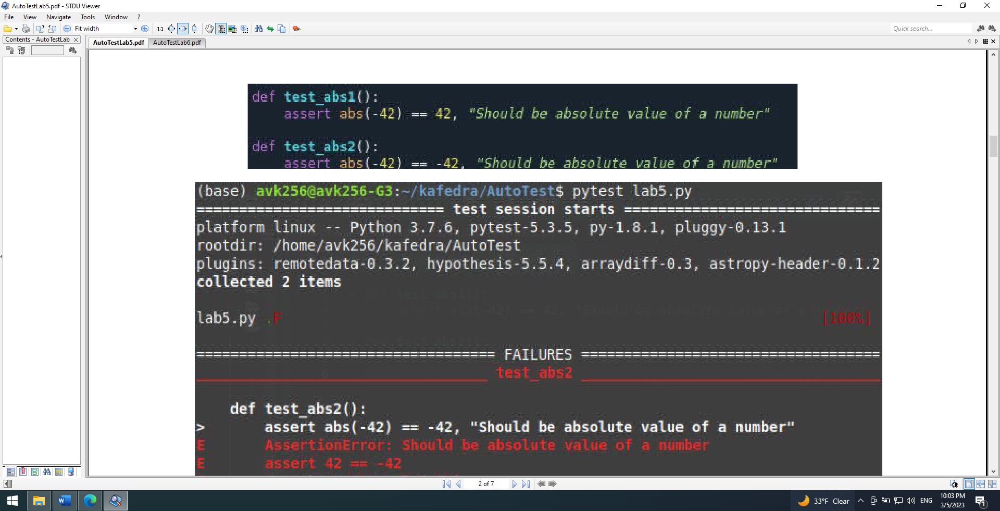 AutoTestLab5.pdf - STDU Viewer
File View Navigate Tools Window ?
Fit width 1:1 Quick search...
Contents - AutoTestLab
AutoTestLab5.pdf AutoTestLab6.pdf
def test_abs1():
assert abs(-42) == 42, "Should be absolute value of a number"
def test_abs2():
assert abs(-42) == -42, "Should be absolute value of a number"
(base) avk256@avk256-G3:~/kafedra/AutoTest$ pytest lab5.py
============================= test session starts ==============================
platform linux -- Python 3.7.6, pytest-5.3.5, py-1.8.1, pluggy-0.13.1
rootdir: /home/avk256/kafedra/AutoTest
plugins: remotedata-0.3.2, hypothesis-5.5.4, arraydiff-0.3, astropy-header-0.1.2
collected 2 items
lab5.py .F [100%]
=================================== FAILURES ===================================
__________________________________ test_abs2 ___________________________________
def test_abs2():
> assert abs(-42) == -42, "Should be absolute value of a number"
E AssertionError: Should be absolute value of a number
E assert 42 == -42
2 of 7
33°F Clear ENG 10:03 PM
3/5/2023
1